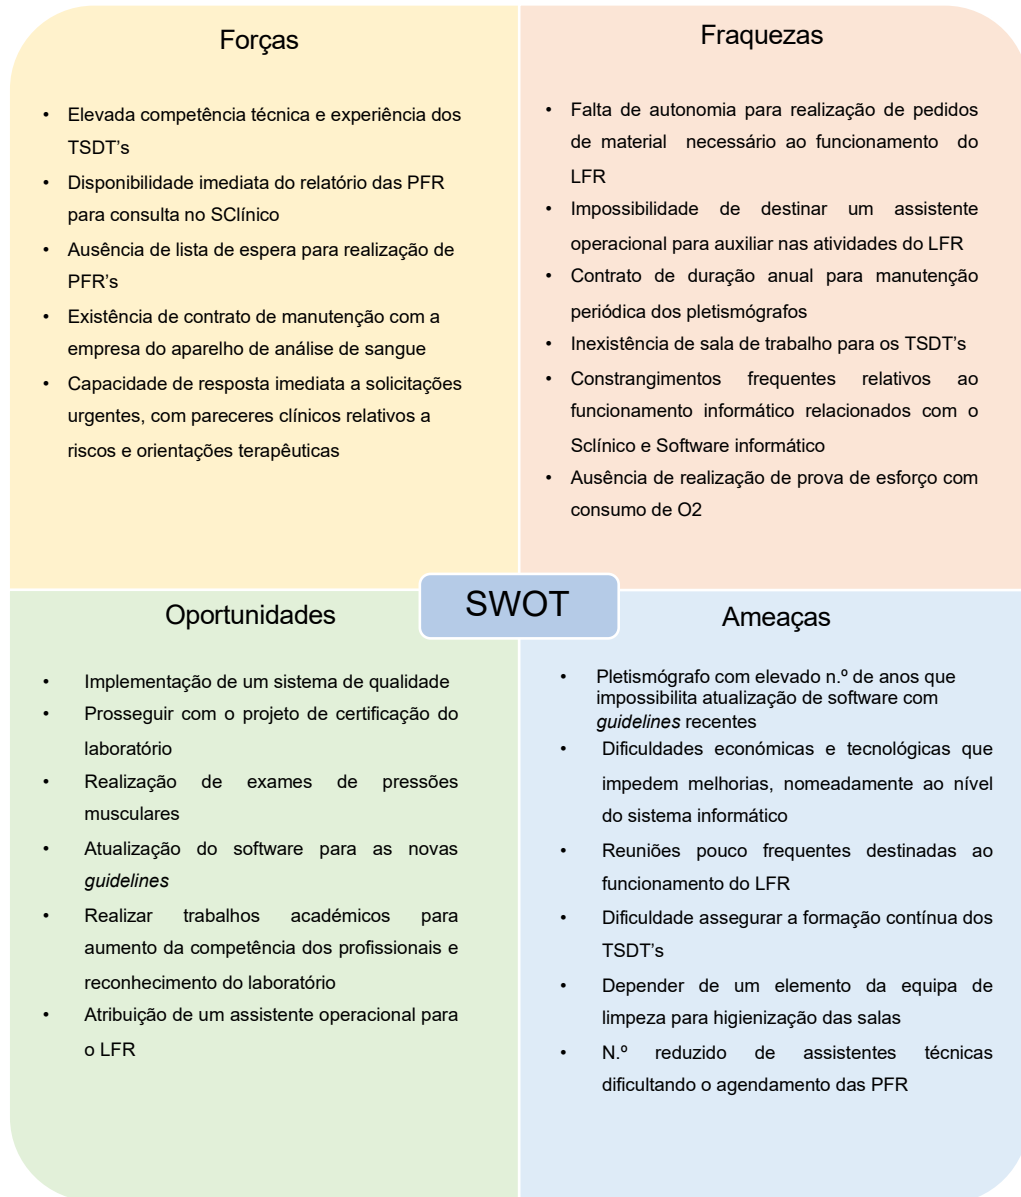 Forças
• Elevada competência técnica e experiência dos
TSDT’s
• Disponibilidade imediata do relatório das PFR
para consulta no SClínico
• Ausência de lista de espera para realização de
PFR’s
• Existência de contrato de manutenção com a
empresa do aparelho de análise de sangue
• Capacidade de resposta imediata a solicitações
urgentes, com pareceres clínicos relativos a
riscos e orientações terapêuticas
Fraquezas
• Falta de autonomia para realização de pedidos
de material necessário ao funcionamento do
LFR
• Impossibilidade de destinar um assistente
operacional para auxiliar nas atividades do LFR
• Contrato de duração anual para manutenção
periódica dos pletismógrafos
• Inexistência de sala de trabalho para os TSDT’s
• Constrangimentos frequentes relativos ao
funcionamento informático relacionados com o
Sclínico e Software informático
• Ausência de realização de prova de esforço com
consumo de O2
SWOT
Oportunidades
• Implementação de um sistema de qualidade
• Prosseguir com o projeto de certificação do
laboratório
• Realização de exames de pressões
musculares
• Atualização do software para as novas
guidelines
• Realizar trabalhos académicos para
aumento da competência dos profissionais e
reconhecimento do laboratório
• Atribuição de um assistente operacional para
o LFR
Ameaças
• Pletismógrafo com elevado n.º de anos que
impossibilita atualização de software com
guidelines recentes
• Dificuldades económicas e tecnológicas que
impedem melhorias, nomeadamente ao nível
do sistema informático
• Reuniões pouco frequentes destinadas ao
funcionamento do LFR
• Dificuldade assegurar a formação contínua dos
TSDT’s
• Depender de um elemento da equipa de
limpeza para higienização das salas
• N.º reduzido de assistentes técnicas
dificultando o agendamento das PFR